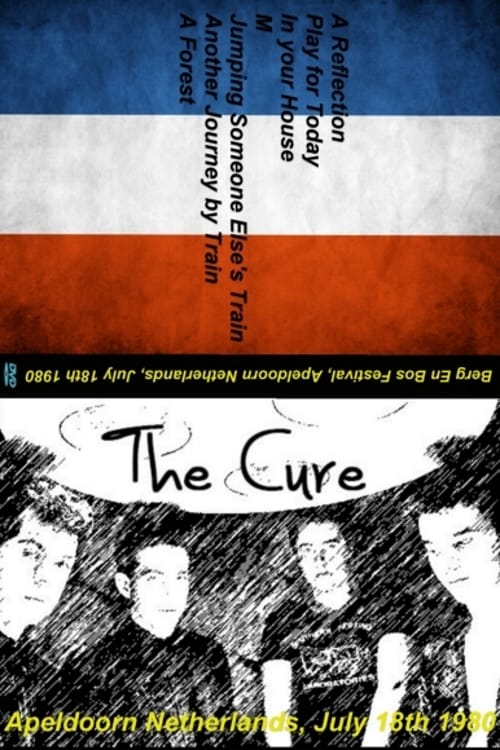 A Reflection
Play for Today
In your House
M
Jumping Someone Else's Train
Another Journey by Train
A Forest
Berg En Bos Festival, Apeldoorn Netherlands, July 18th 1980
DVD
The Cure
LABORATORIES
Apeldoorn Netherlands, July 18th 1980